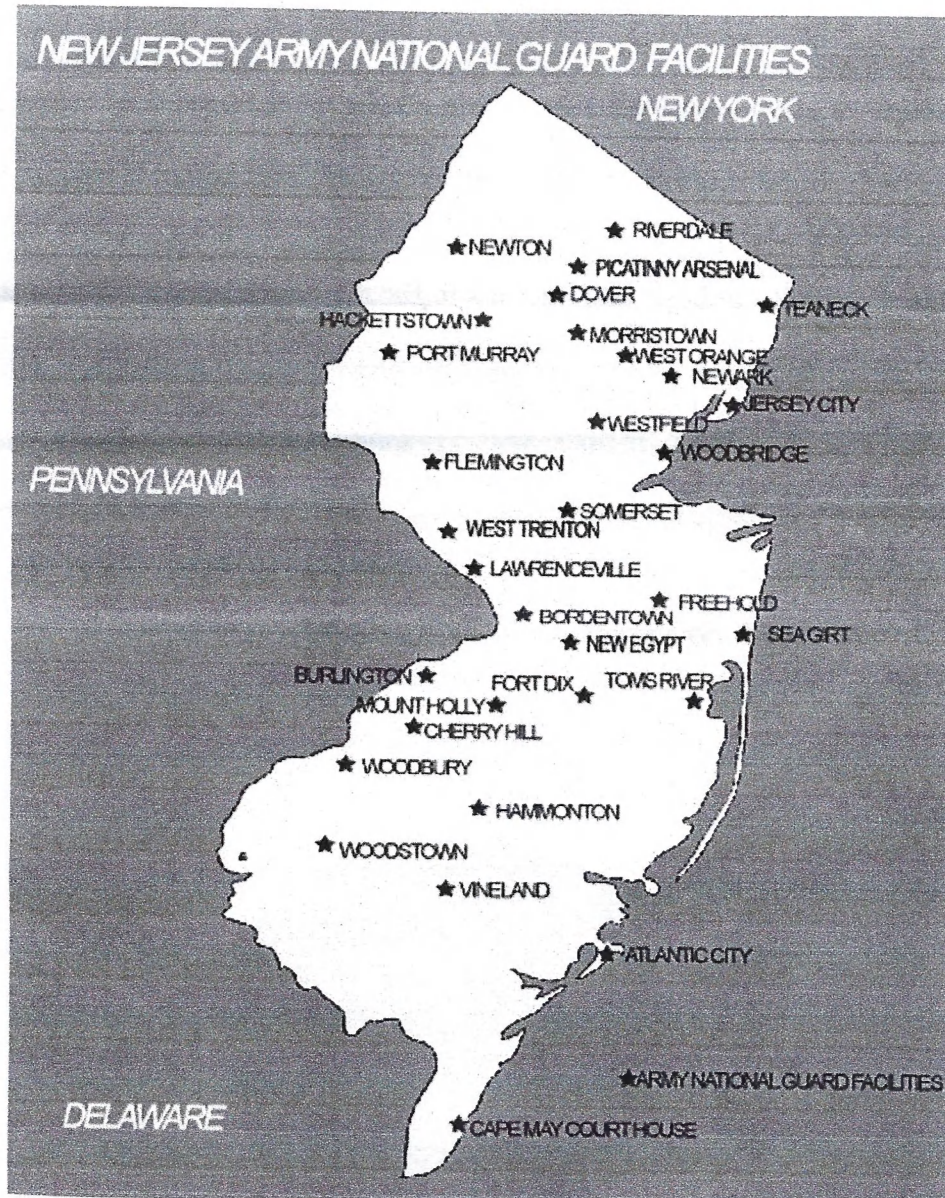 NEW JERSEY ARMY NATIONAL GUARD FACILITIES
NEW YORK
RIVERDALE
NEWTON
PICATINNY ARSENAL
DOVER
TEANECK
HACKETTSTOWN
MORRISTOWN
PORT MURRAY
WEST ORANGE
NEWARK
JERSEY CITY
WESTFIELD
WOODBRIDGE
FLEMINGTON
PENNSYLVANIA
SOMERSET
WEST TRENTON
LAWRENCEVILLE
FREEHOLD
BORDENTOWN
SEA GIRT
NEW EGYPT
BURLINGTON
FORT DIX
TOMS RIVER
MOUNT HOLLY
CHERRY HILL
WOODBURY
HAMMONTON
WOODSTOWN
VINELAND
ATLANTIC CITY
ARMY NATIONAL GUARD FACILITIES
DELAWARE
CAPE MAY COURT HOUSE